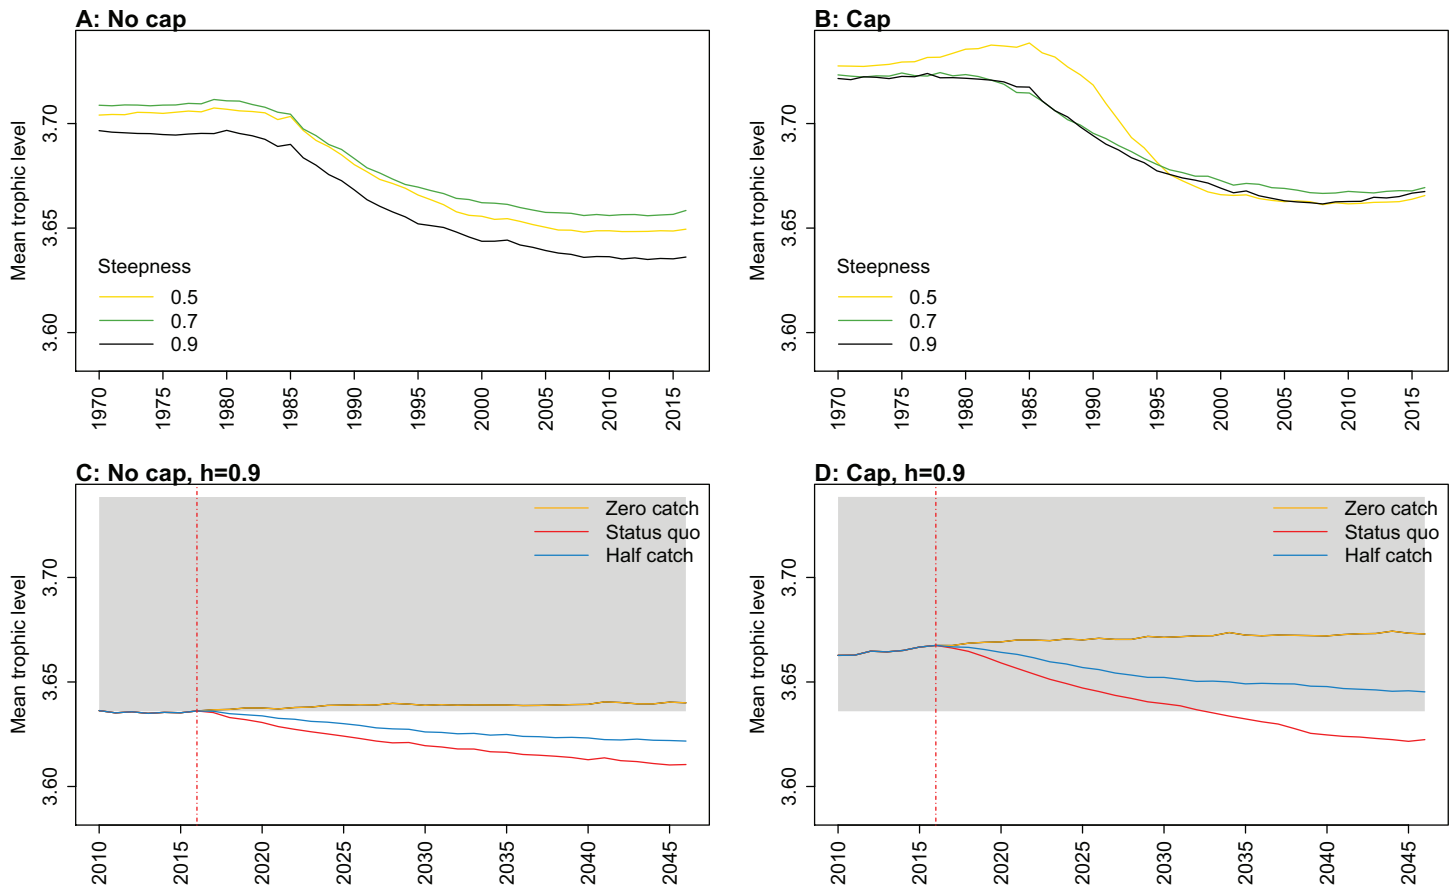 A: No cap
Mean trophic level
3.60 3.65 3.70
Steepness
0.5
0.7
0.9
1970 1975 1980 1985 1990 1995 2000 2005 2010 2015
B: Cap
Mean trophic level
3.60 3.65 3.70
Steepness
0.5
0.7
0.9
1970 1975 1980 1985 1990 1995 2000 2005 2010 2015
C: No cap, h=0.9
Mean trophic level
3.60 3.65 3.70
Zero catch
Status quo
Half catch
2010 2015 2020 2025 2030 2035 2040 2045
D: Cap, h=0.9
Mean trophic level
3.60 3.65 3.70
Zero catch
Status quo
Half catch
2010 2015 2020 2025 2030 2035 2040 2045